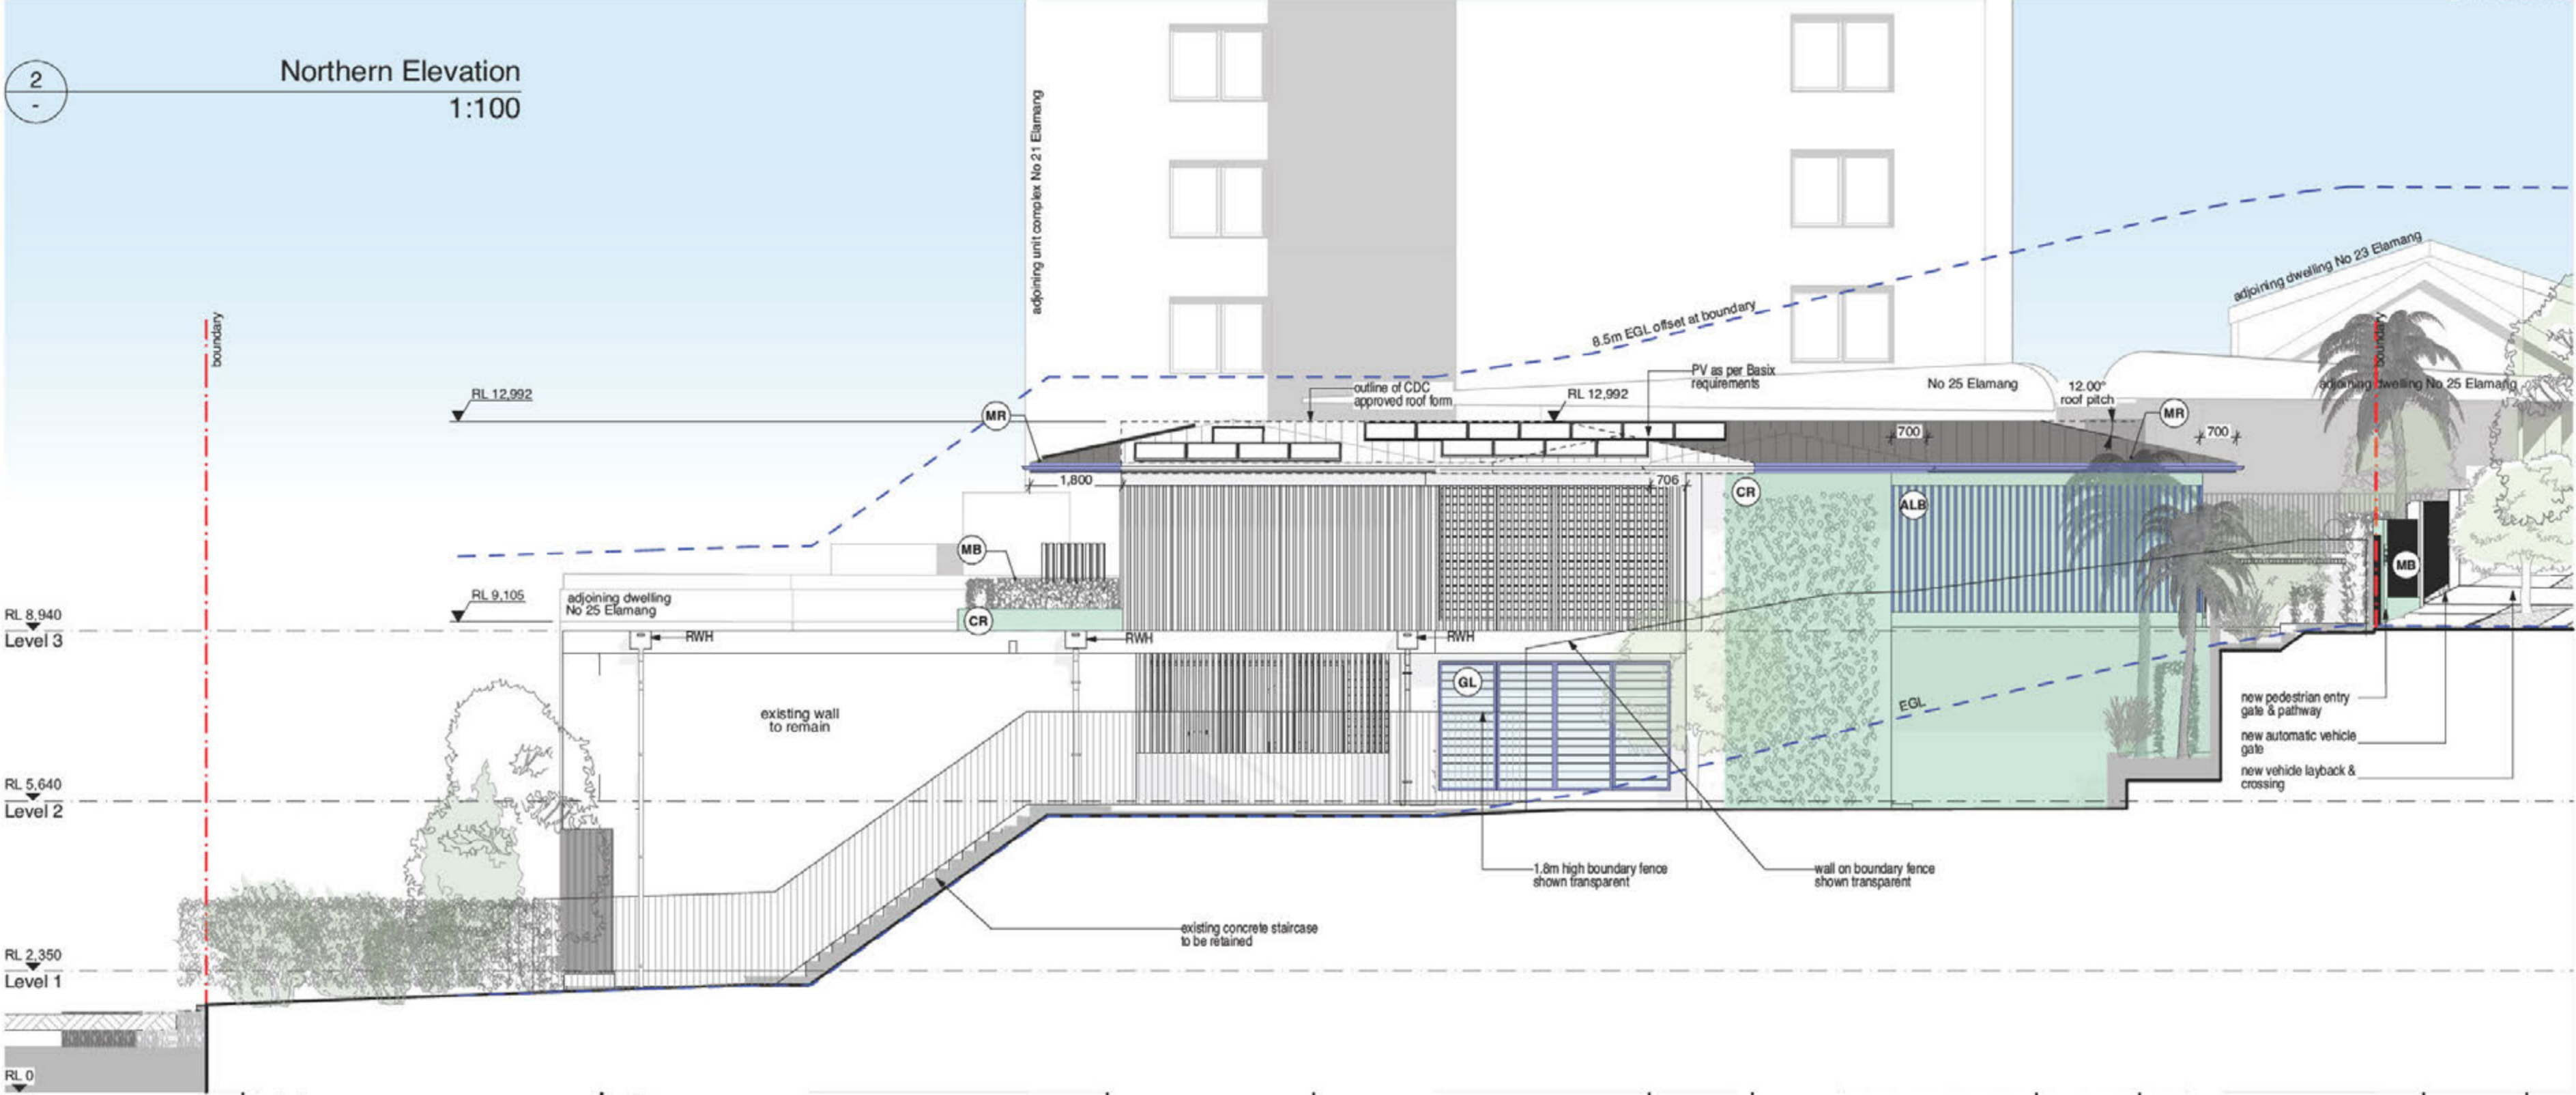 2
-
Northern Elevation
1:100
adjoining unit complex No 21 Elamang
boundary
8.5m EGL offset at boundary
adjoining dwelling No 23 Elamang
boundary
RL 12,992
MR
outline of CDC
approved roof form
RL 12,992
PV as per Basix
requirements
No 25 Elamang
12.00°
roof pitch
adjoining dwelling No 25 Elamang
MR
700
700
1,800
706
CR
ALB
MB
MB
RL 9,105
adjoining dwelling
No 25 Elamang
CR
RL 8,940
Level 3
RWH
RWH
RWH
GL
EGL
existing wall
to remain
new pedestrian entry
gate & pathway
new automatic vehicle
gate
new vehicle layback &
crossing
RL 5,640
Level 2
1.8m high boundary fence
shown transparent
wall on boundary fence
shown transparent
existing concrete staircase
to be retained
RL 2,350
Level 1
RL 0